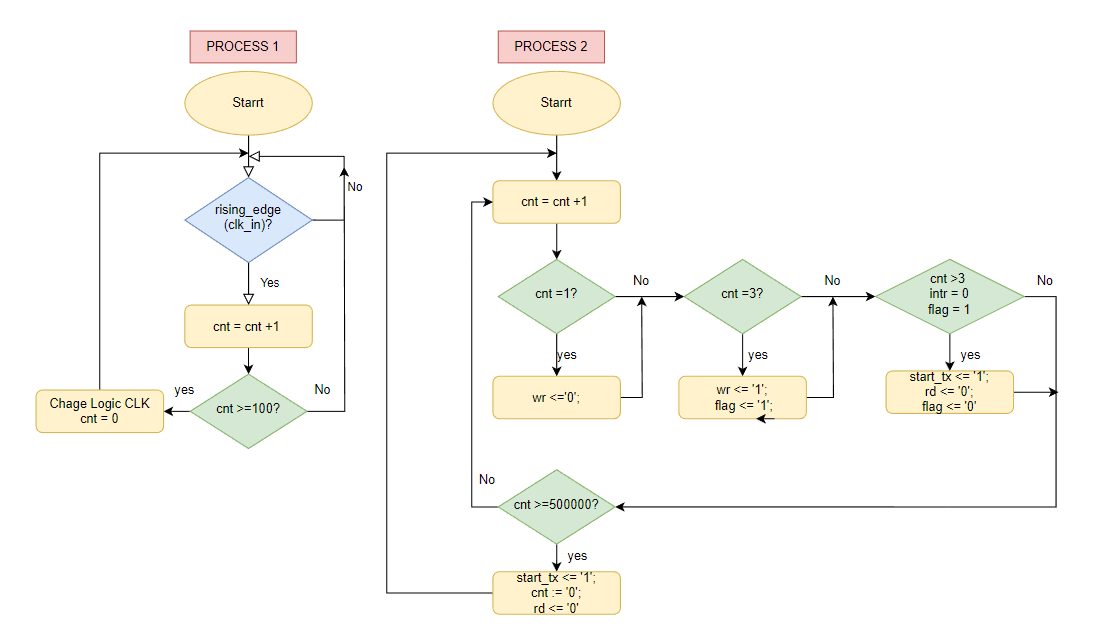 PROCESS 1
Starrt
No
rising_edge
(clk_in)?
Yes
cnt = cnt +1
yes
No
cnt >=100?
Chage Logic CLK
cnt = 0
PROCESS 2
Starrt
cnt = cnt +1
cnt =1?
No
yes
wr <='0';
cnt =3?
No
yes
wr <= '1';
flag <= '1';
cnt >3
intr = 0
flag = 1
No
yes
start_tx <= '1';
rd <= '0';
flag <= '0'
No
cnt >=500000?
yes
start_tx <= '1';
cnt := '0';
rd <= '0'